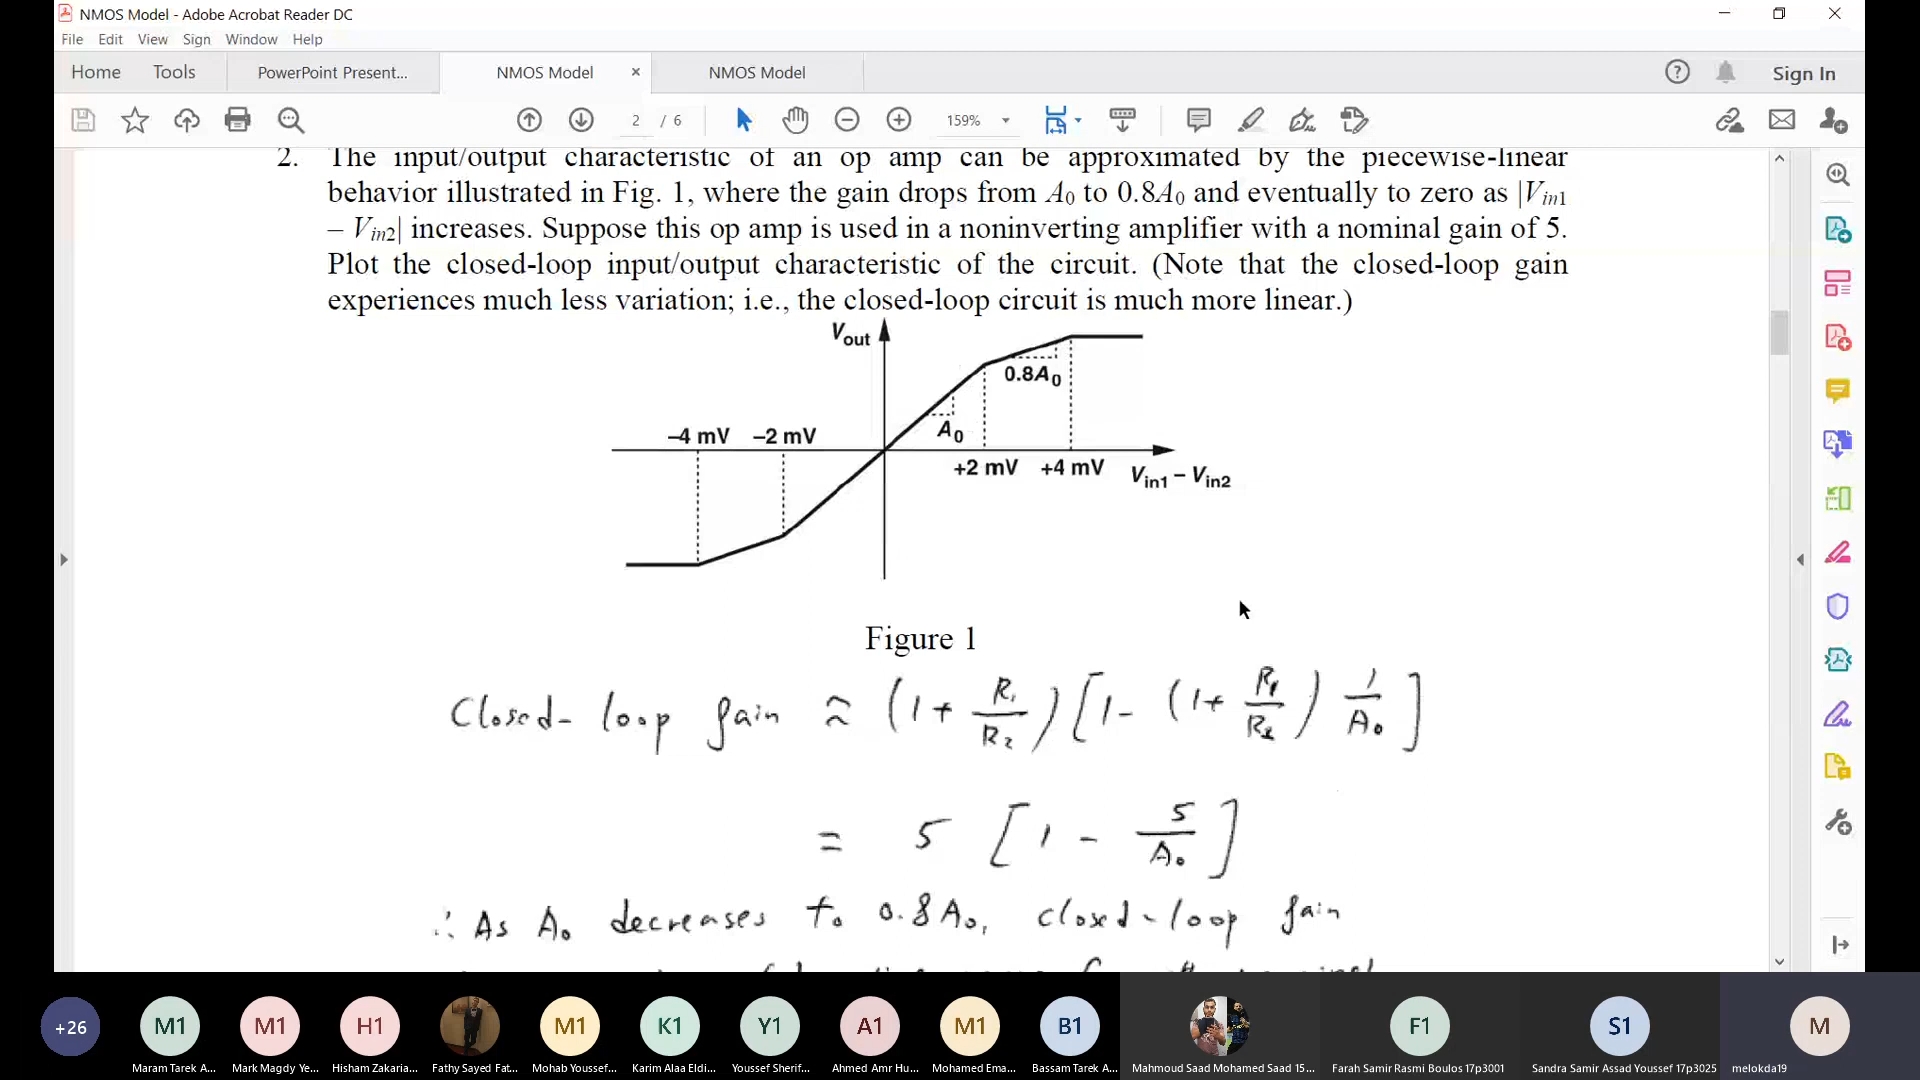 NMOS Model - Adobe Acrobat Reader DC
File Edit View Sign Window Help
Home Tools PowerPoint Present... NMOS Model × NMOS Model Sign In
2 / 6 159%
2. The input/output characteristic of an op amp can be approximated by the piecewise-linear
behavior illustrated in Fig. 1, where the gain drops from A0 to 0.8A0 and eventually to zero as |Vin1
– Vin2| increases. Suppose this op amp is used in a noninverting amplifier with a nominal gain of 5.
Plot the closed-loop input/output characteristic of the circuit. (Note that the closed-loop gain
experiences much less variation; i.e., the closed-loop circuit is much more linear.)
Vout
0.8A0
A0
–4 mV –2 mV
+2 mV +4 mV Vin1 – Vin2
Figure 1
Closed-loop gain ≈ (1 + R1/R2) [1 - (1 + R1/R2) 1/A0]
= 5 [1 - 5/A0]
∴ As A0 decreases to 0.8A0, closed-loop gain
+26 M1 M1 H1 M1 K1 Y1 A1 M1 B1 F1 S1 M
Maram Tarek A... Mark Magdy Ye... Hisham Zakaria... Fathy Sayed Fat... Mohab Youssef... Karim Alaa Eldi... Youssef Sherif... Ahmed Amr Hu... Mohamed Ema... Bassam Tarek A... Mahmoud Saad Mohamed Saad 15 ... Farah Samir Rasmi Boulos 17p3001 Sandra Samir Assad Youssef 17p3025 melokda19